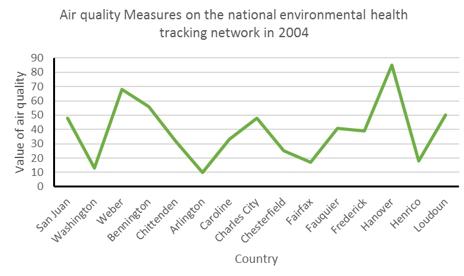 Air quality Measures on the national environmental health
tracking network in 2004
Value of air quality
90
80
70
60
50
40
30
20
10
0
San Juan
Washington
Weber
Bennington
Chittenden
Arlington
Caroline
Charles City
Chesterfield
Fairfax
Fauquier
Frederick
Hanover
Henrico
Loudoun
Country